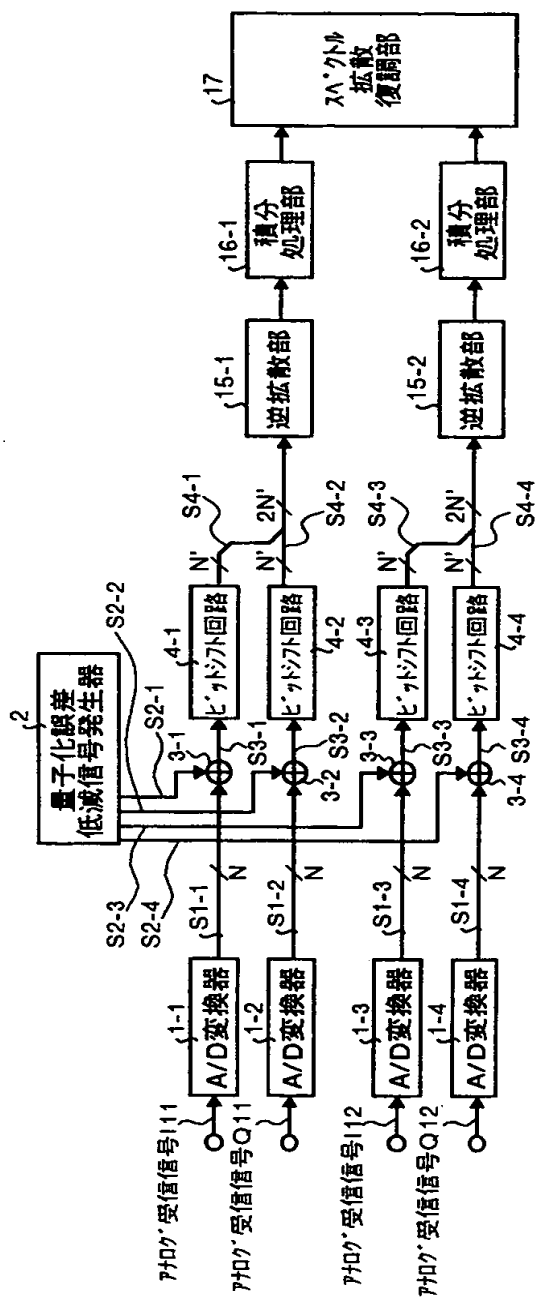 アナログ受信信号I11
1-1
A/D変換器
S1-1
N
アナログ受信信号Q11
1-2
A/D変換器
S1-2
N
アナログ受信信号I12
1-3
A/D変換器
S1-3
N
アナログ受信信号Q12
1-4
A/D変換器
S1-4
N
2
量子化誤差
低減信号発生器
S2-1
S2-2
S2-3
S2-4
3-1
S3-1
3-2
S3-2
3-3
S3-3
3-4
S3-4
4-1
ビットシフト回路
N'
S4-1
4-2
ビットシフト回路
N'
S4-2
2N'
4-3
ビットシフト回路
N'
S4-3
4-4
ビットシフト回路
N'
S4-4
2N'
15-1
逆拡散部
16-1
積分
処理部
15-2
逆拡散部
16-2
積分
処理部
17
スペクトル
拡散
復調部